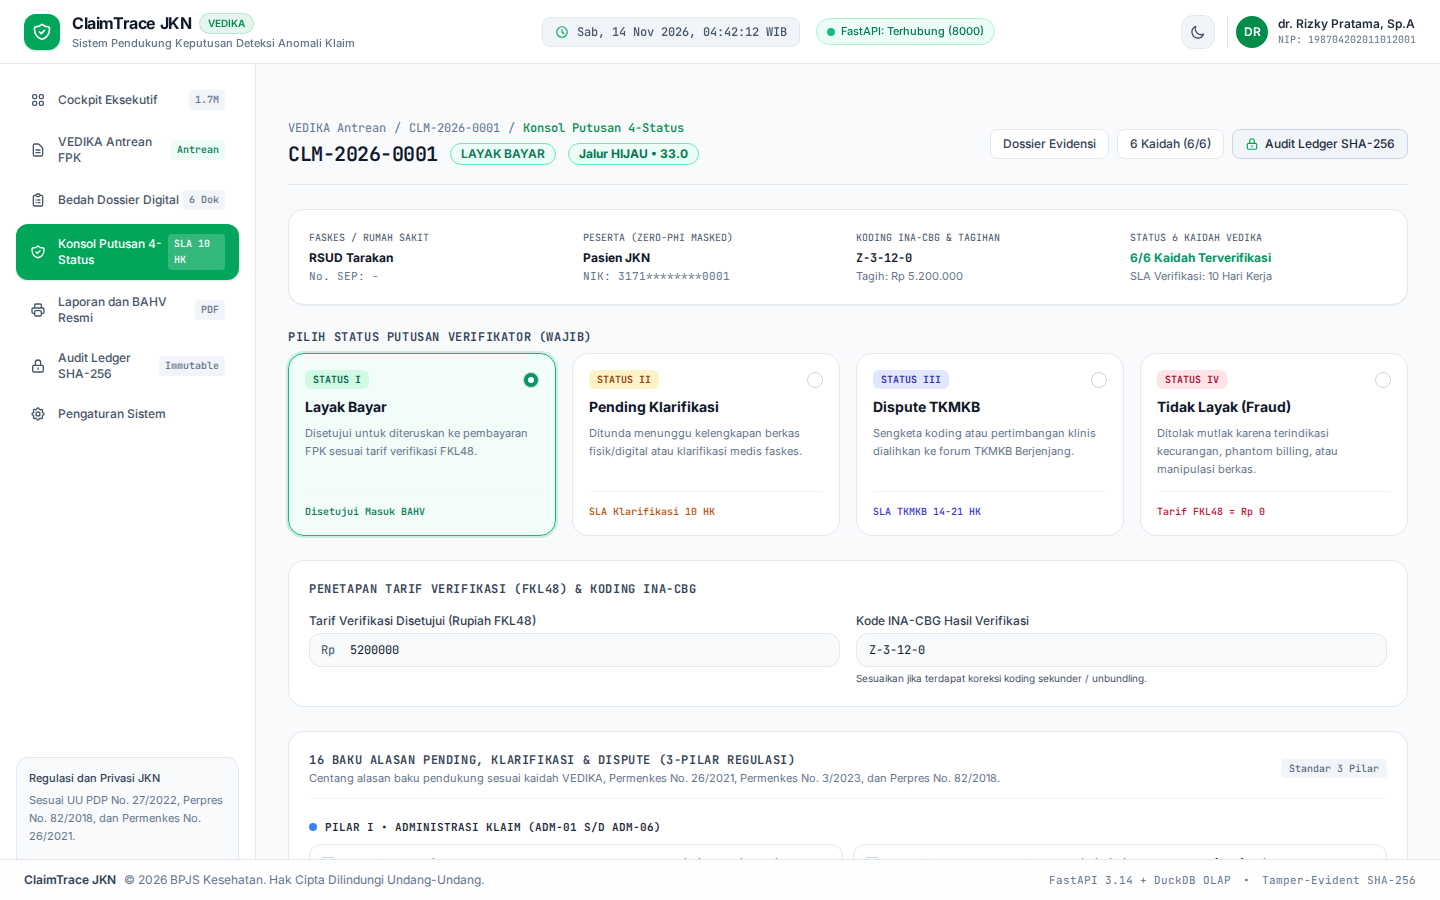 ClaimTrace JKN VEDIKA
Sistem Pendukung Keputusan Deteksi Anomali Klaim
Sab, 14 Nov 2026, 04:42:12 WIB
FastAPI: Terhubung (8000)
DR
dr. Rizky Pratama, Sp.A
NIP: 198704202011012001
Cockpit Eksekutif 1.7M
VEDIKA Antrean FPK Antrean
Bedah Dossier Digital 6 Dok
Konsol Putusan 4-Status SLA 10 HK
Laporan dan BAHV Resmi PDF
Audit Ledger SHA-256 Immutable
Pengaturan Sistem
Regulasi dan Privasi JKN
Sesuai UU PDP No. 27/2022, Perpres
No. 82/2018, dan Permenkes No.
26/2021.
VEDIKA Antrean / CLM-2026-0001 / Konsol Putusan 4-Status
CLM-2026-0001 LAYAK BAYAR Jalur HIJAU • 33.0
Dossier Evidensi
6 Kaidah (6/6)
Audit Ledger SHA-256
FASKES / RUMAH SAKIT
RSUD Tarakan
No. SEP: -
PESERTA (ZERO-PHI MASKED)
Pasien JKN
NIK: 3171********0001
KODING INA-CBG & TAGIHAN
Z-3-12-0
Tagih: Rp 5.200.000
STATUS 6 KAIDAH VEDIKA
6/6 Kaidah Terverifikasi
SLA Verifikasi: 10 Hari Kerja
PILIH STATUS PUTUSAN VERIFIKATOR (WAJIB)
STATUS I
Layak Bayar
Disetujui untuk diteruskan ke pembayaran
FPK sesuai tarif verifikasi FKL48.
Disetujui Masuk BAHV
STATUS II
Pending Klarifikasi
Ditunda menunggu kelengkapan berkas
fisik/digital atau klarifikasi medis faskes.
SLA Klarifikasi 10 HK
STATUS III
Dispute TKMKB
Sengketa koding atau pertimbangan klinis
dialihkan ke forum TKMKB Berjenjang.
SLA TKMKB 14-21 HK
STATUS IV
Tidak Layak (Fraud)
Ditolak mutlak karena terindikasi
kecurangan, phantom billing, atau
manipulasi berkas.
Tarif FKL48 = Rp 0
PENETAPAN TARIF VERIFIKASI (FKL48) & KODING INA-CBG
Tarif Verifikasi Disetujui (Rupiah FKL48)
Rp 5200000
Kode INA-CBG Hasil Verifikasi
Z-3-12-0
Sesuaikan jika terdapat koreksi koding sekunder / unbundling.
16 BAKU ALASAN PENDING, KLARIFIKASI & DISPUTE (3-PILAR REGULASI)
Centang alasan baku pendukung sesuai kaidah VEDIKA, Permenkes No. 26/2021, Permenkes No. 3/2023, dan Perpres No. 82/2018.
Standar 3 Pilar
PILAR I • ADMINISTRASI KLAIM (ADM-01 S/D ADM-06)
ClaimTrace JKN © 2026 BPJS Kesehatan. Hak Cipta Dilindungi Undang-Undang.
FastAPI 3.14 + DuckDB OLAP • Tamper-Evident SHA-256